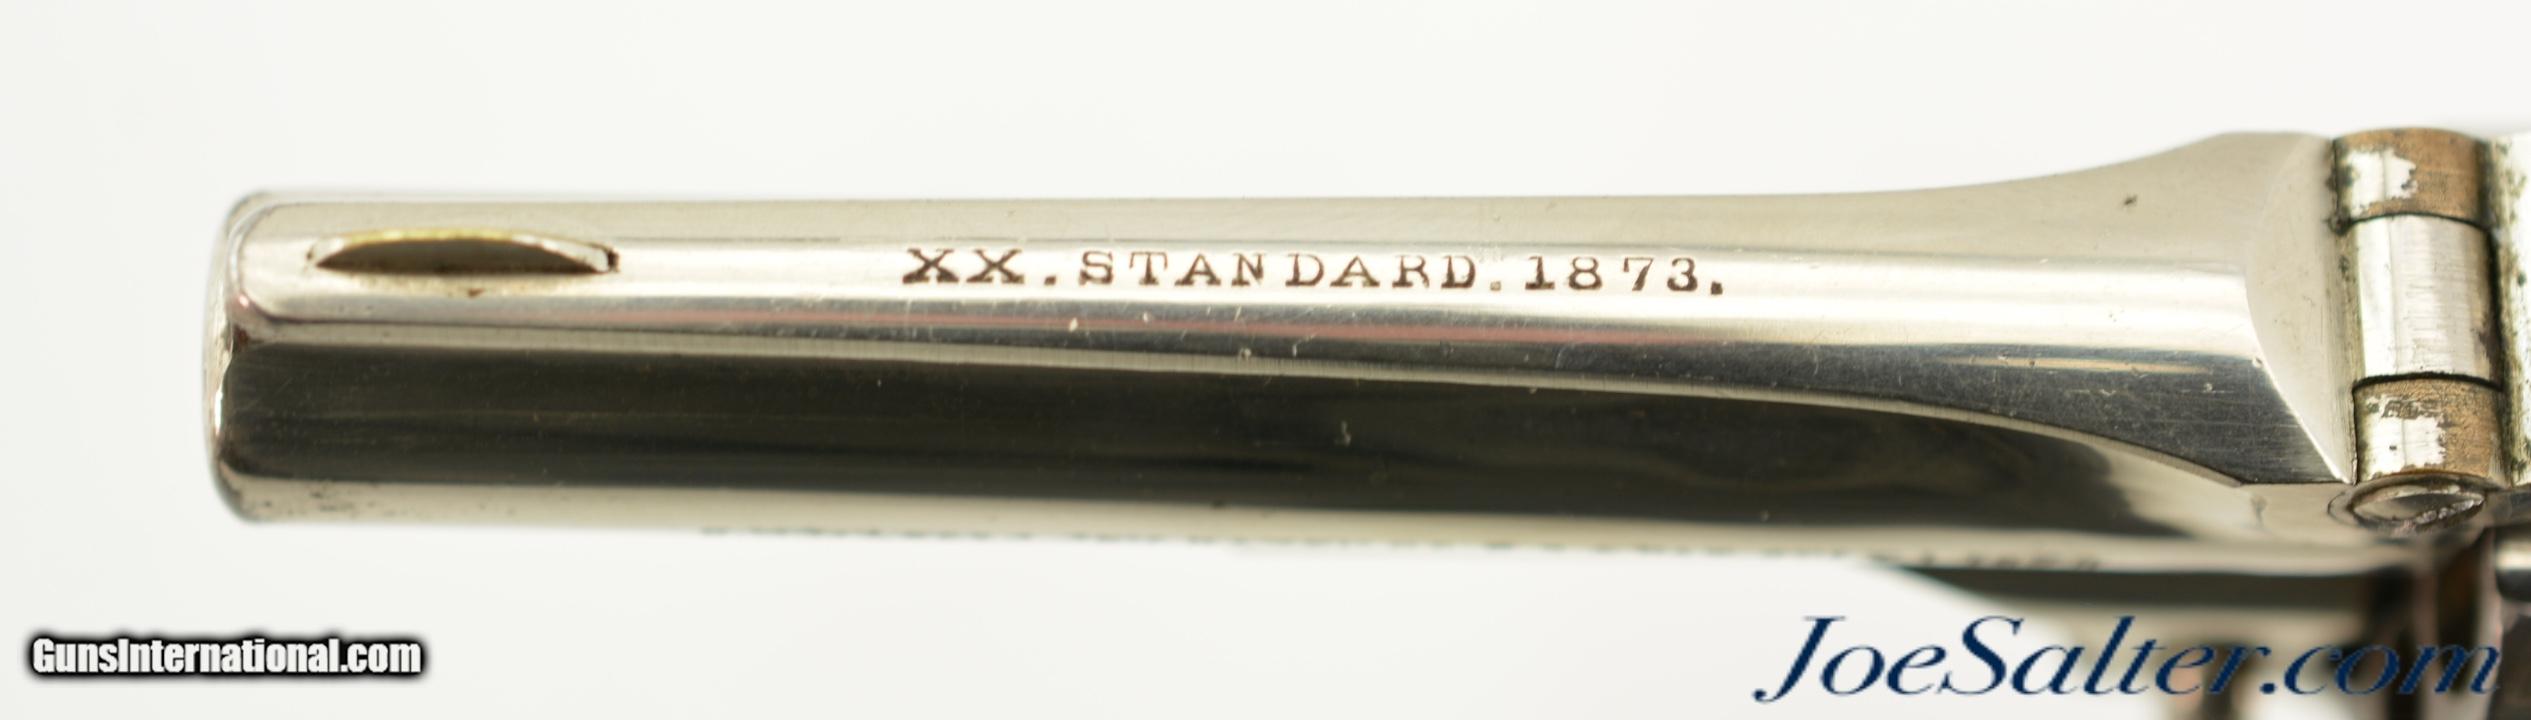 XX.STANDARD.1873.
GunsInternational.com
JoeSalter.com